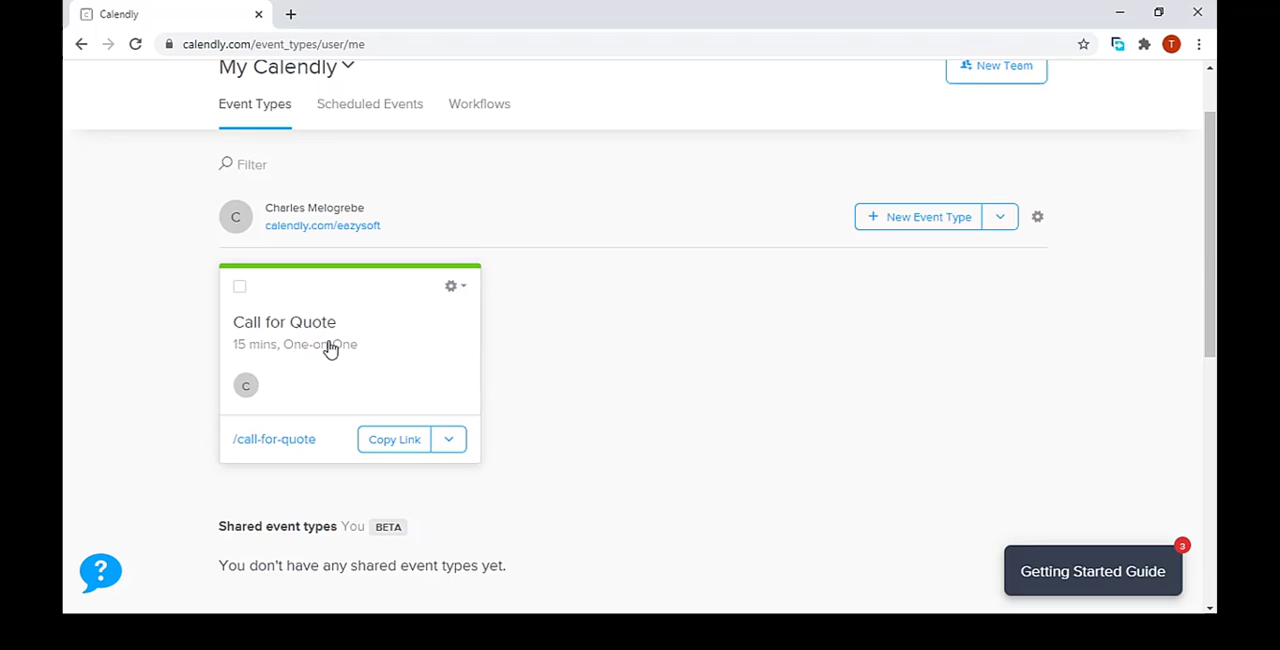 Calendly
calendly.com/event_types/user/me
T
My Calendly
New Team
Event Types Scheduled Events Workflows
Filter
C
Charles Melogrebe
calendly.com/eazysoft
+ New Event Type
Call for Quote
15 mins, One-on-One
C
/call-for-quote
Copy Link
Shared event types You BETA
You don't have any shared event types yet.
?
3
Getting Started Guide